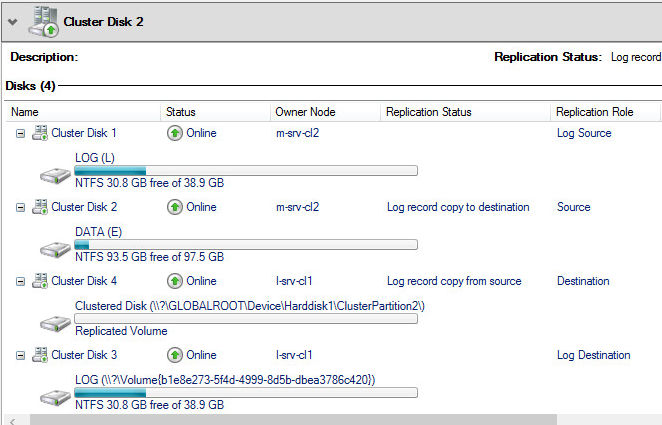 Cluster Disk 2
Description: Replication Status: Log record
Disks (4)
Name Status Owner Node Replication Status Replication Role
Cluster Disk 1 Online m-srv-cl2 Log Source
LOG (L)
NTFS 30.8 GB free of 38.9 GB
Cluster Disk 2 Online m-srv-cl2 Log record copy to destination Source
DATA (E)
NTFS 93.5 GB free of 97.5 GB
Cluster Disk 4 Online l-srv-cl1 Log record copy from source Destination
Clustered Disk (\\?\GLOBALROOT\Device\Harddisk1\ClusterPartition2\)
Replicated Volume
Cluster Disk 3 Online l-srv-cl1 Log Destination
LOG (\\?\Volume{b1e8e273-5f4d-4999-8d5b-dbea3786c420})
NTFS 30.8 GB free of 38.9 GB